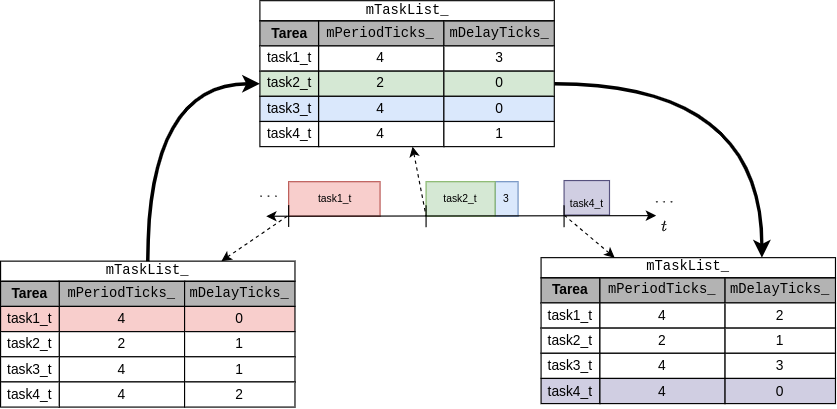 mTaskList_
Tarea mPeriodTicks_ mDelayTicks_
task1_t 4 3
task2_t 2 0
task3_t 4 0
task4_t 4 1
... task1_t task2_t 3 task4_t ...
t
mTaskList_
Tarea mPeriodTicks_ mDelayTicks_
task1_t 4 0
task2_t 2 1
task3_t 4 1
task4_t 4 2
mTaskList_
Tarea mPeriodTicks_ mDelayTicks_
task1_t 4 2
task2_t 2 1
task3_t 4 3
task4_t 4 0